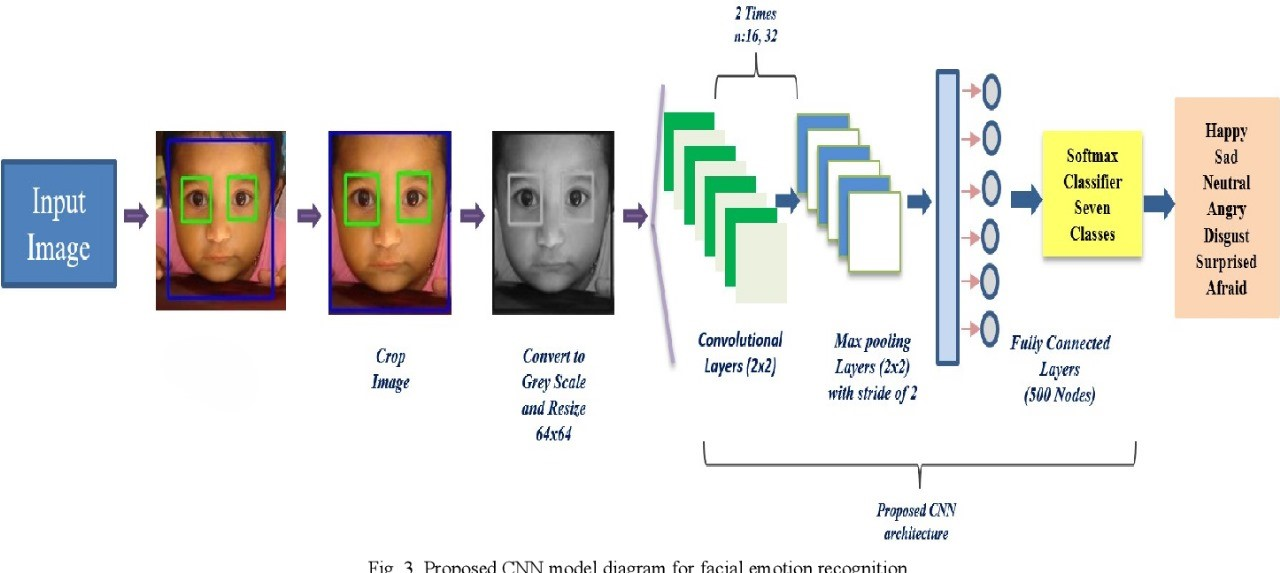 2 Times
n:16, 32
Input
Image
Softmax
Classifier
Seven
Classes
Happy
Sad
Neutral
Angry
Disgust
Surprised
Afraid
Crop
Image
Convert to
Grey Scale
and Resize
64x64
Convolutional
Layers (2x2)
Max pooling
Layers (2x2)
with stride of 2
Fully Connected
Layers
(500 Nodes)
Proposed CNN
architecture
Fig. 3. Proposed CNN model diagram for facial emotion recognition